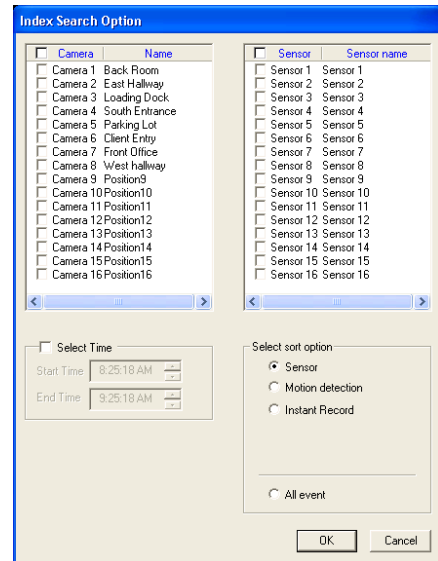 Index Search Option
Camera Name
Camera 1 Back Room
Camera 2 East Hallway
Camera 3 Loading Dock
Camera 4 South Entrance
Camera 5 Parking Lot
Camera 6 Client Entry
Camera 7 Front Office
Camera 8 West hallway
Camera 9 Position9
Camera 10 Position10
Camera 11 Position11
Camera 12 Position12
Camera 13 Position13
Camera 14 Position14
Camera 15 Position15
Camera 16 Position16
Sensor Sensor name
Sensor 1 Sensor 1
Sensor 2 Sensor 2
Sensor 3 Sensor 3
Sensor 4 Sensor 4
Sensor 5 Sensor 5
Sensor 6 Sensor 6
Sensor 7 Sensor 7
Sensor 8 Sensor 8
Sensor 9 Sensor 9
Sensor 10 Sensor 10
Sensor 11 Sensor 11
Sensor 12 Sensor 12
Sensor 13 Sensor 13
Sensor 14 Sensor 14
Sensor 15 Sensor 15
Sensor 16 Sensor 16
Select Time
Start Time 8:25:18 AM
End Time 9:25:18 AM
Select sort option
Sensor
Motion detection
Instant Record
All event
OK Cancel